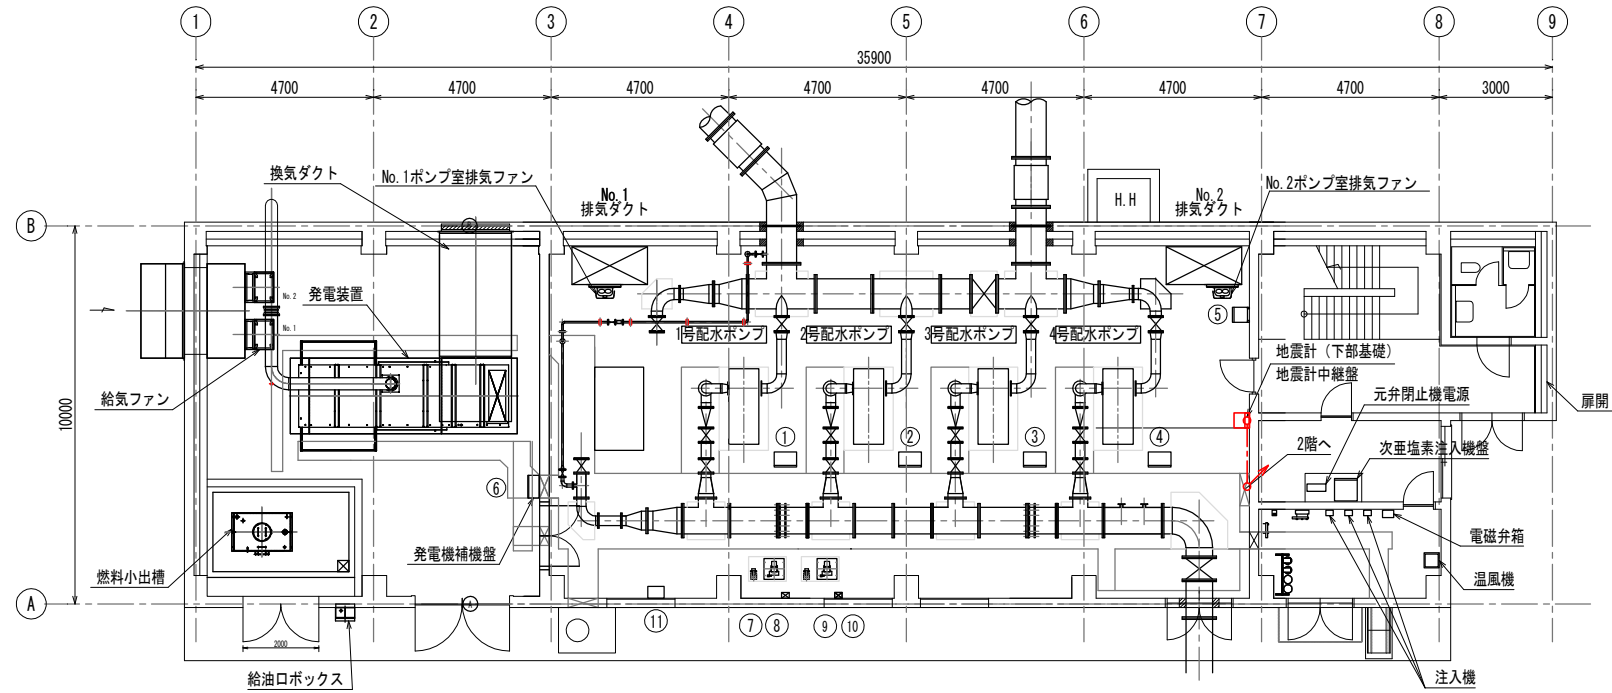 1 2 3 4 5 6 7 8 9
35900
4700 4700 4700 4700 4700 4700 4700 3000
換気ダクト
No.1ポンプ室排気ファン
No.1
排気ダクト
H.H
No.2
排気ダクト
No.2ポンプ室排気ファン
B
No.2
発電装置
No.1
1号配水ポンプ
2号配水ポンプ
3号配水ポンプ
4号配水ポンプ
⑤
地震計（下部基礎）
地震計中継盤
給気ファン
元弁閉止機電源
扉開
10000
① ② ③ ④
2階へ
次亜塩素注入機盤
⑥
発電機補機盤
電磁弁箱
燃料小出槽
温風機
A
A
⑪ ⑦ ⑧ ⑨ ⑩
2000
給油口ボックス
注入機